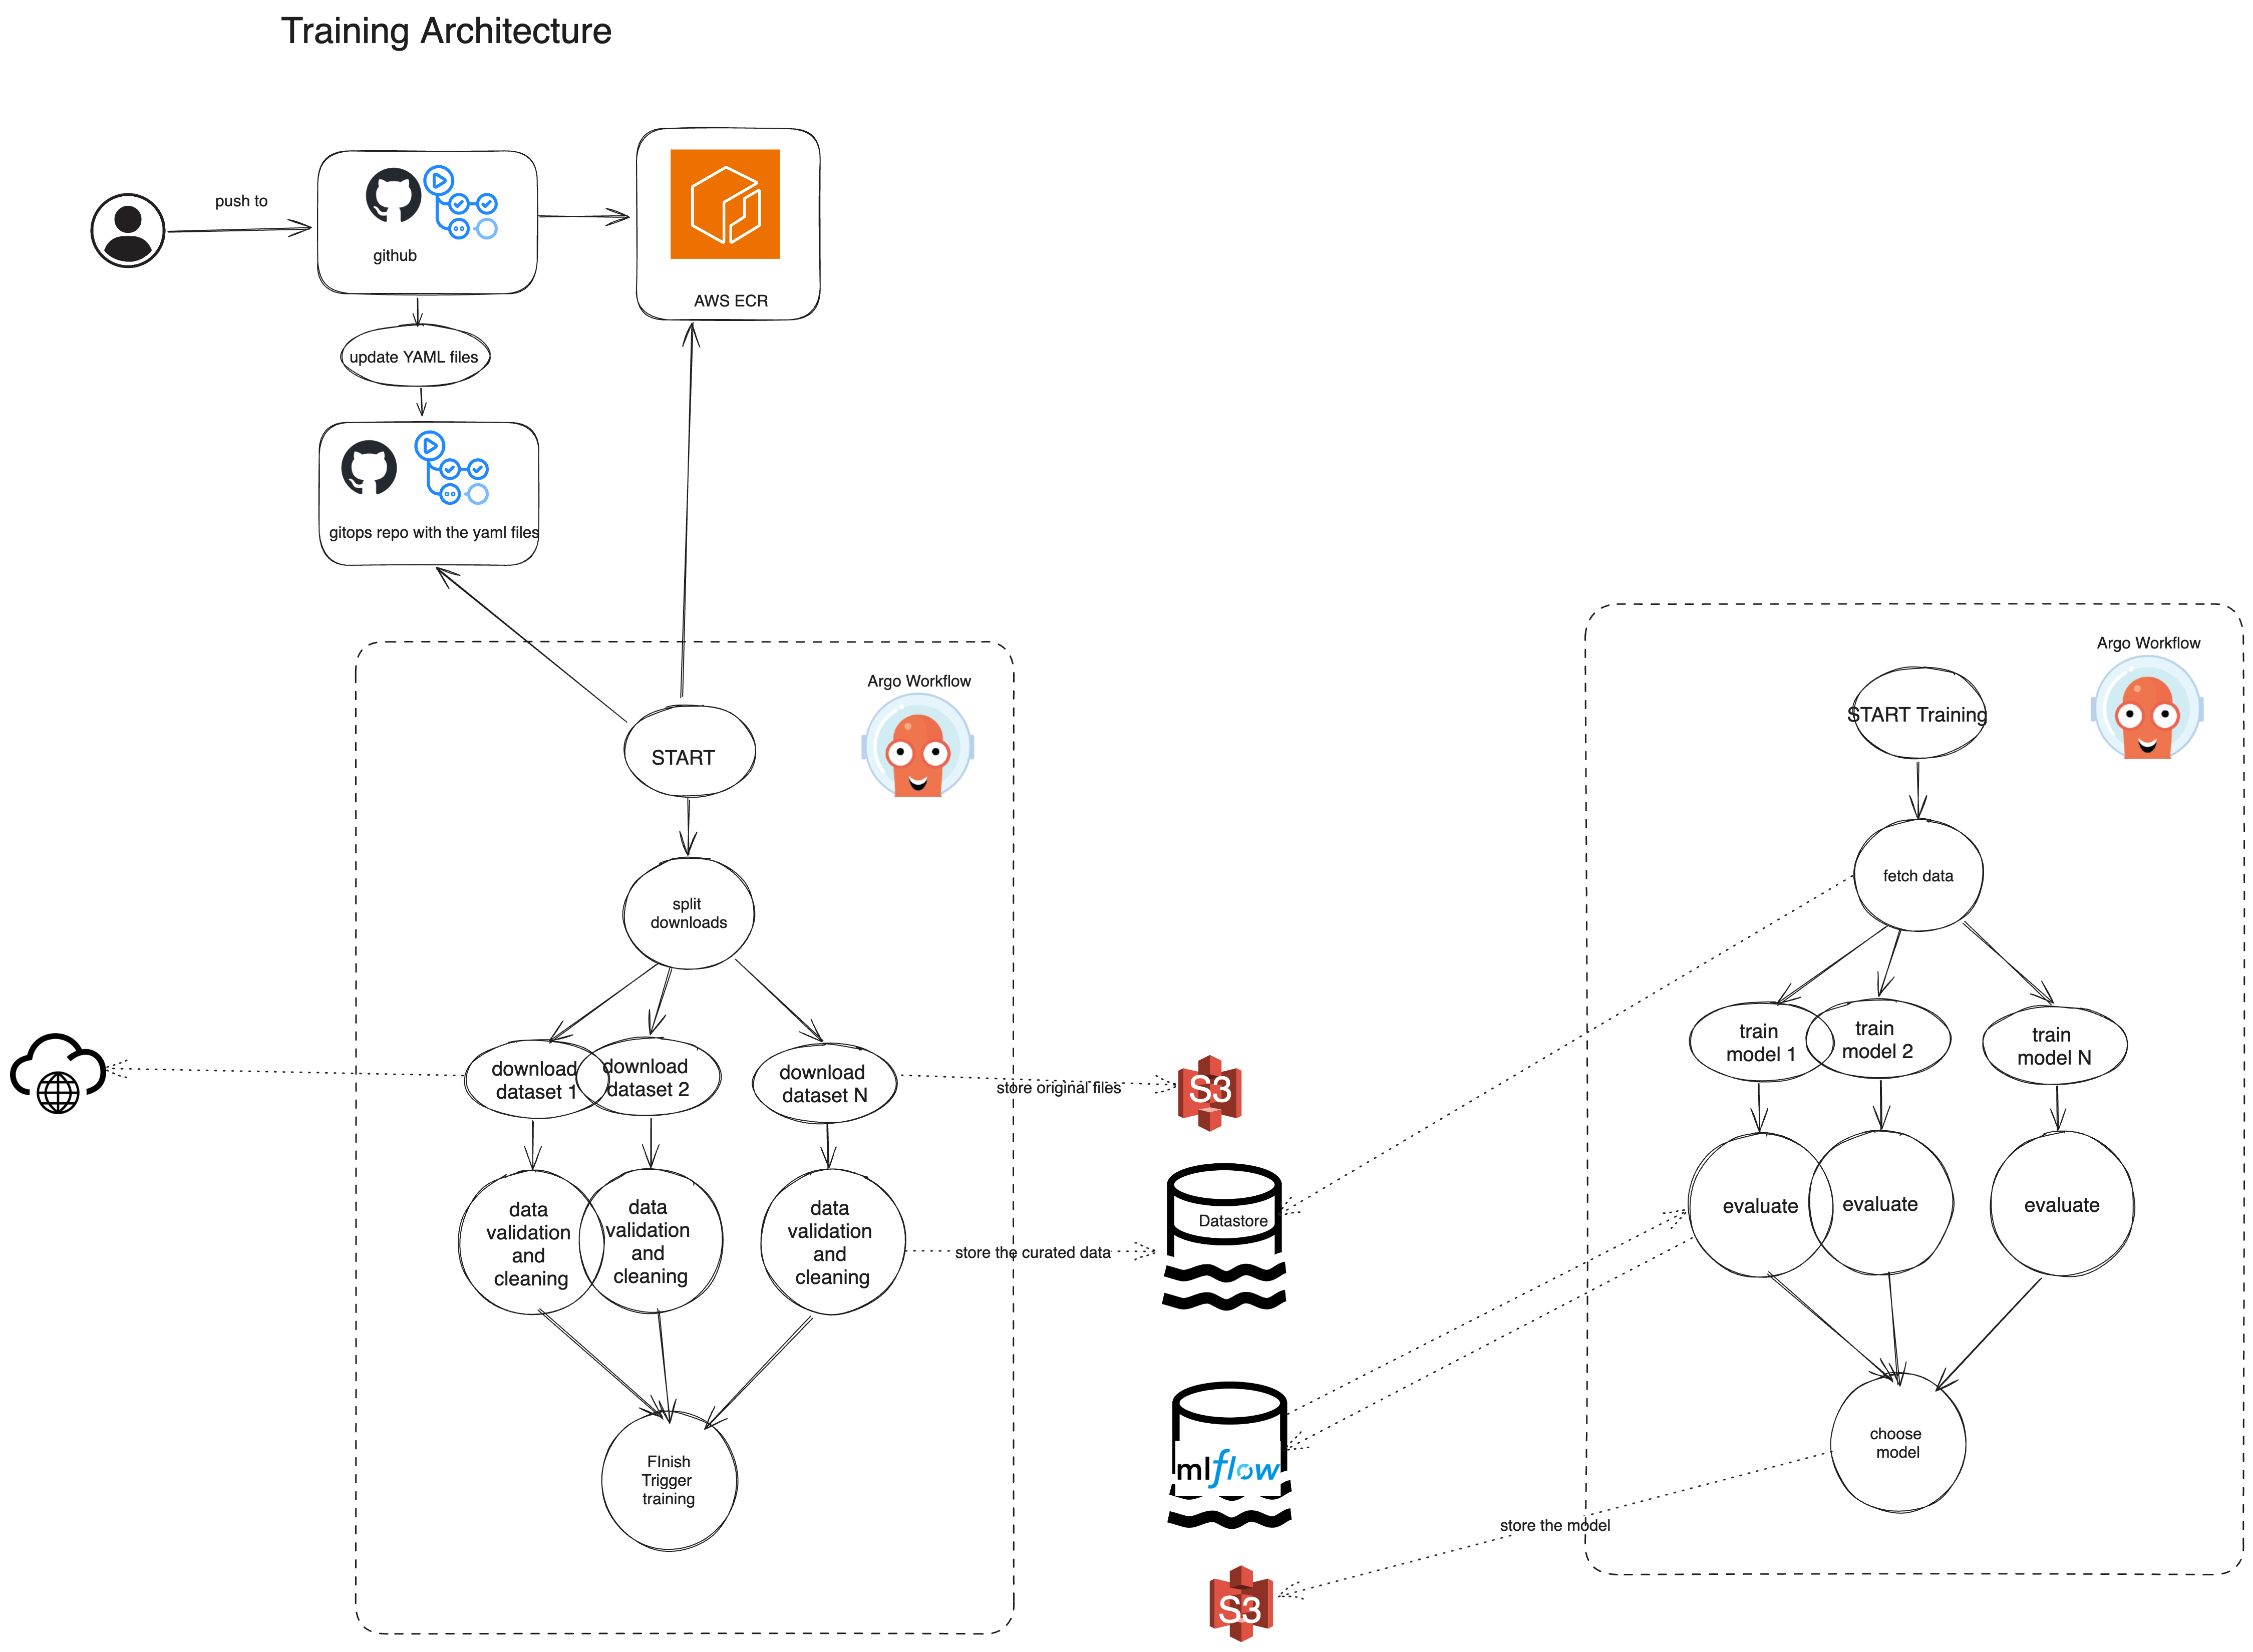 Training Architecture
push to
github
AWS ECR
update YAML files
gitops repo with the yaml files
Argo Workflow
START
split
downloads
download
dataset 1
download
dataset 2
download
dataset N
store original files
data
validation
and
cleaning
data
validation
and
cleaning
data
validation
and
cleaning
store the curated data
FInish
Trigger
training
S3
Datastore
mlflow
S3
Argo Workflow
START Training
fetch data
train
model 1
train
model 2
train
model N
evaluate
evaluate
evaluate
choose
model
store the model